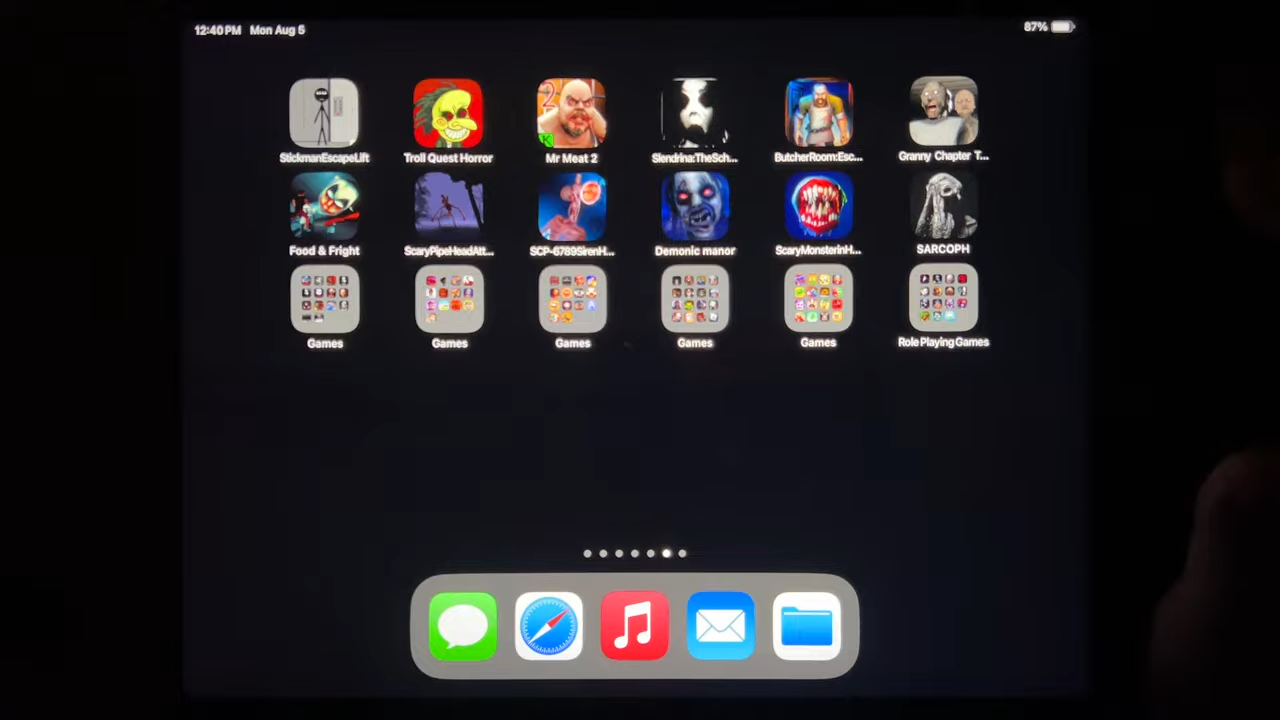 12:40 PM Mon Aug 5
87%
StickmanEscapeLift
Troll Quest Horror
Mr Meat 2
Slendrina:TheSch...
ButcherRoom:Esc...
Granny Chapter T...
Food & Fright
ScaryPipeHeadAtt...
SCP-6789SirenH...
Demonic manor
ScaryMonsterinH...
SARCOPH
Games
Games
Games
Games
Games
Role Playing Games